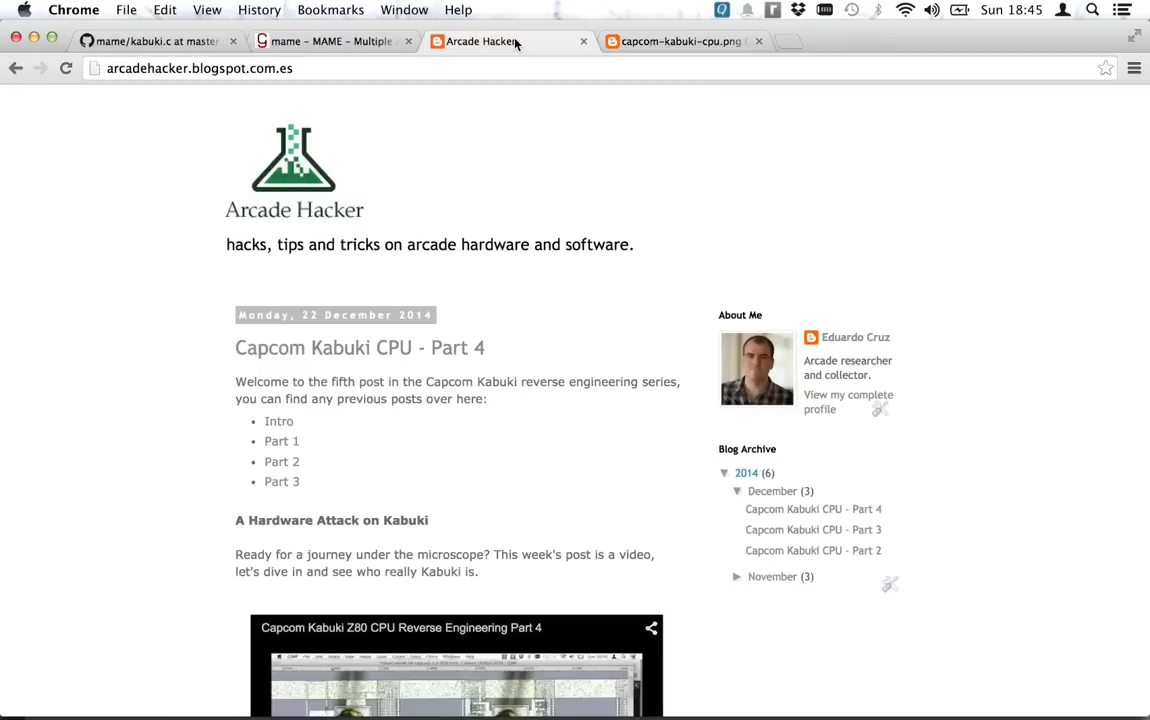 Chrome File Edit View History Bookmarks Window Help Sun 18:45
mame/kabuki.c at master mame - MAME - Multiple Arcade Hacker capcom-kabuki-cpu.png
arcadehacker.blogspot.com.es
Arcade Hacker
hacks, tips and tricks on arcade hardware and software.
Monday, 22 December 2014
Capcom Kabuki CPU - Part 4
Welcome to the fifth post in the Capcom Kabuki reverse engineering series,
you can find any previous posts over here:
• Intro
• Part 1
• Part 2
• Part 3
A Hardware Attack on Kabuki
Ready for a journey under the microscope? This week's post is a video,
let's dive in and see who really Kabuki is.
Capcom Kabuki Z80 CPU Reverse Engineering Part 4
About Me
Eduardo Cruz
Arcade researcher
and collector.
View my complete
profile
Blog Archive
▼ 2014 (6)
▼ December (3)
Capcom Kabuki CPU - Part 4
Capcom Kabuki CPU - Part 3
Capcom Kabuki CPU - Part 2
► November (3)